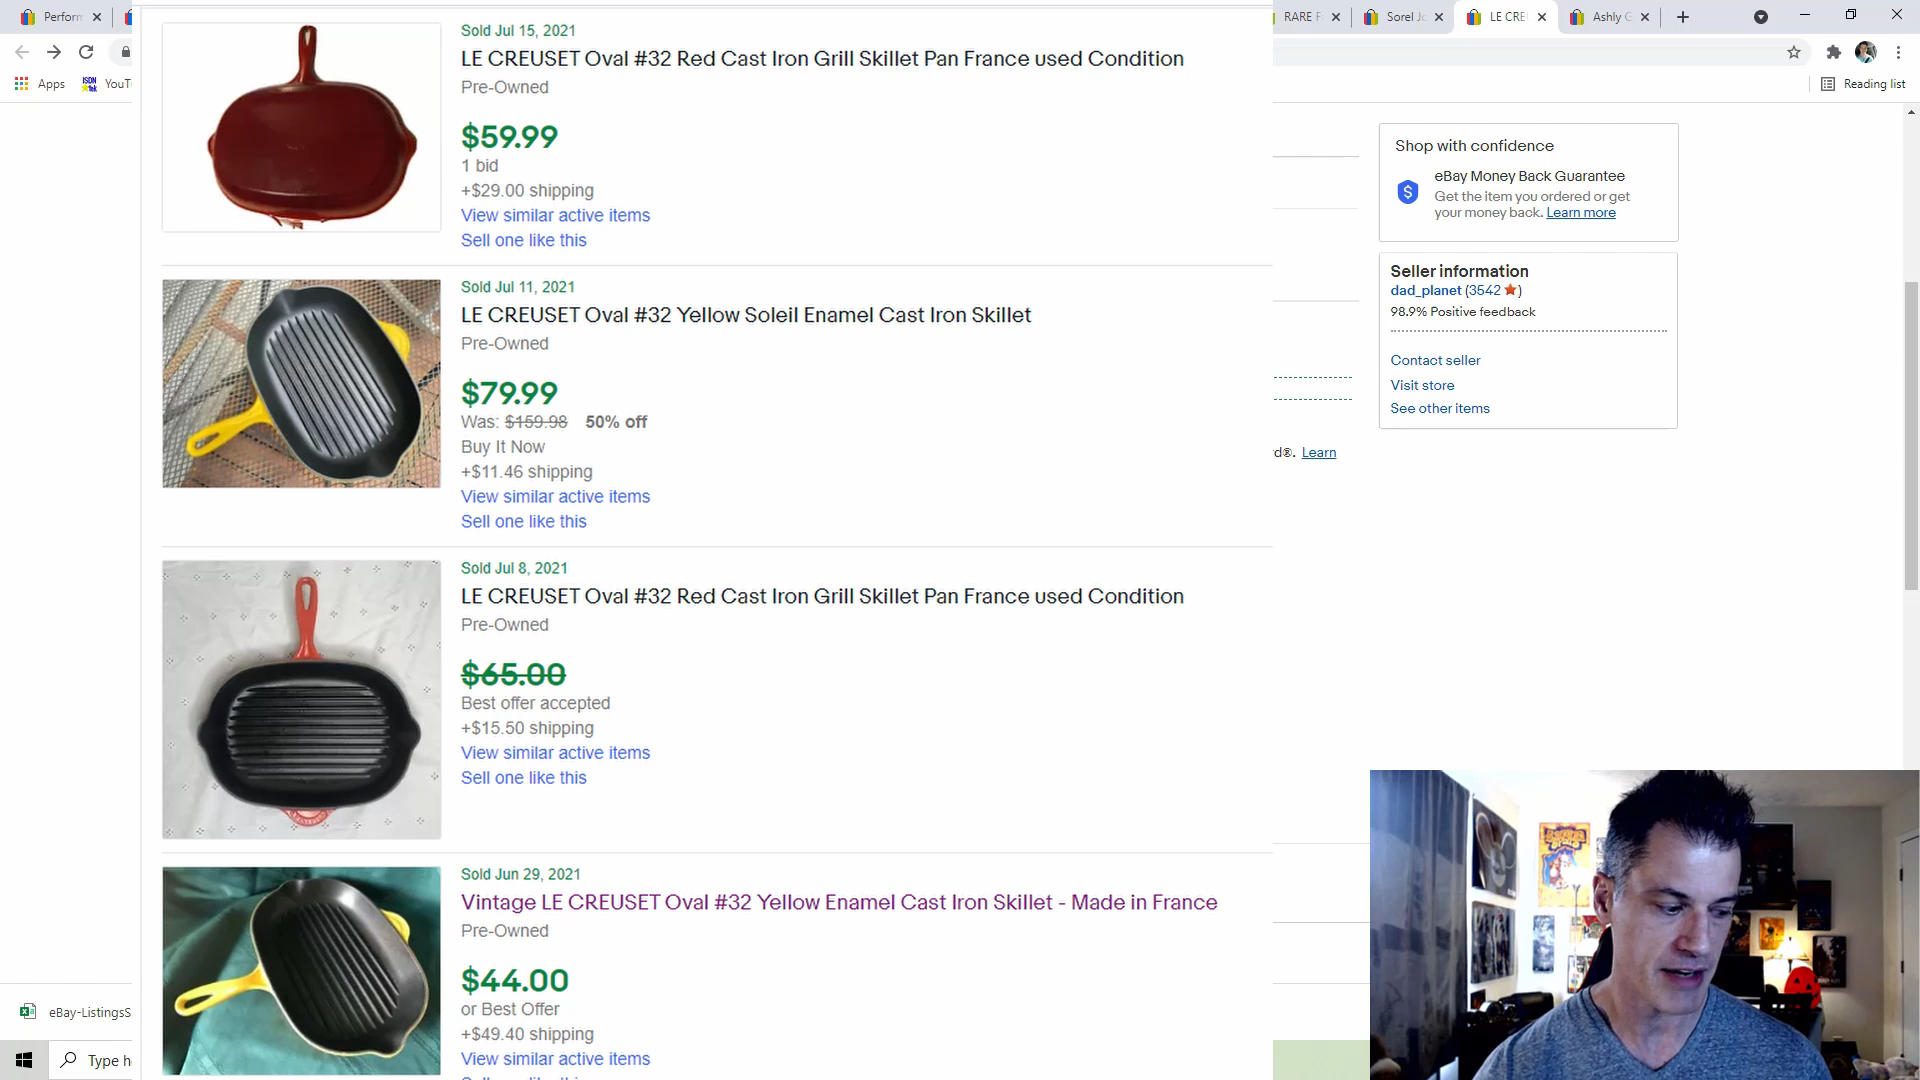 Perform
RARE F
Sorel Jo
LE CRE
Ashly G
Apps
YouT
Reading list
Sold Jul 15, 2021
LE CREUSET Oval #32 Red Cast Iron Grill Skillet Pan France used Condition
Pre-Owned
$59.99
1 bid
+$29.00 shipping
View similar active items
Sell one like this
Sold Jul 11, 2021
LE CREUSET Oval #32 Yellow Soleil Enamel Cast Iron Skillet
Pre-Owned
$79.99
Was: $159.98 50% off
Buy It Now
+$11.46 shipping
View similar active items
Sell one like this
Sold Jul 8, 2021
LE CREUSET Oval #32 Red Cast Iron Grill Skillet Pan France used Condition
Pre-Owned
$65.00
Best offer accepted
+$15.50 shipping
View similar active items
Sell one like this
Sold Jun 29, 2021
Vintage LE CREUSET Oval #32 Yellow Enamel Cast Iron Skillet - Made in France
Pre-Owned
$44.00
or Best Offer
+$49.40 shipping
View similar active items
Shop with confidence
eBay Money Back Guarantee
Get the item you ordered or get
your money back. Learn more
Seller information
dad_planet (3542)
98.9% Positive feedback
Contact seller
Visit store
See other items
rd®. Learn
eBay-ListingsS
Type h